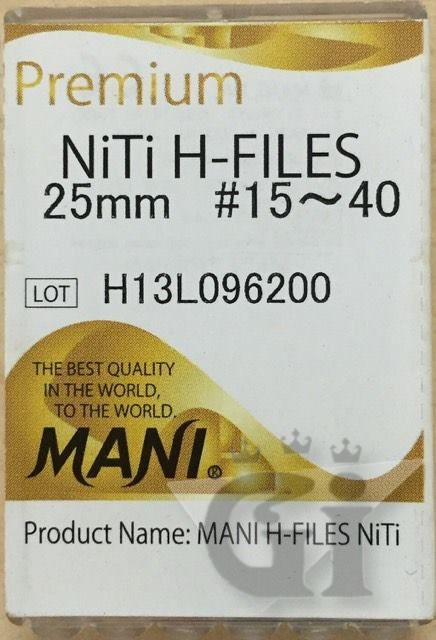 Premium
NiTi H-FILES
25mm #15～40
LOT H13L096200
THE BEST QUALITY
IN THE WORLD,
TO THE WORLD.
MANI®
Gi
Product Name: MANI H-FILES NiTi